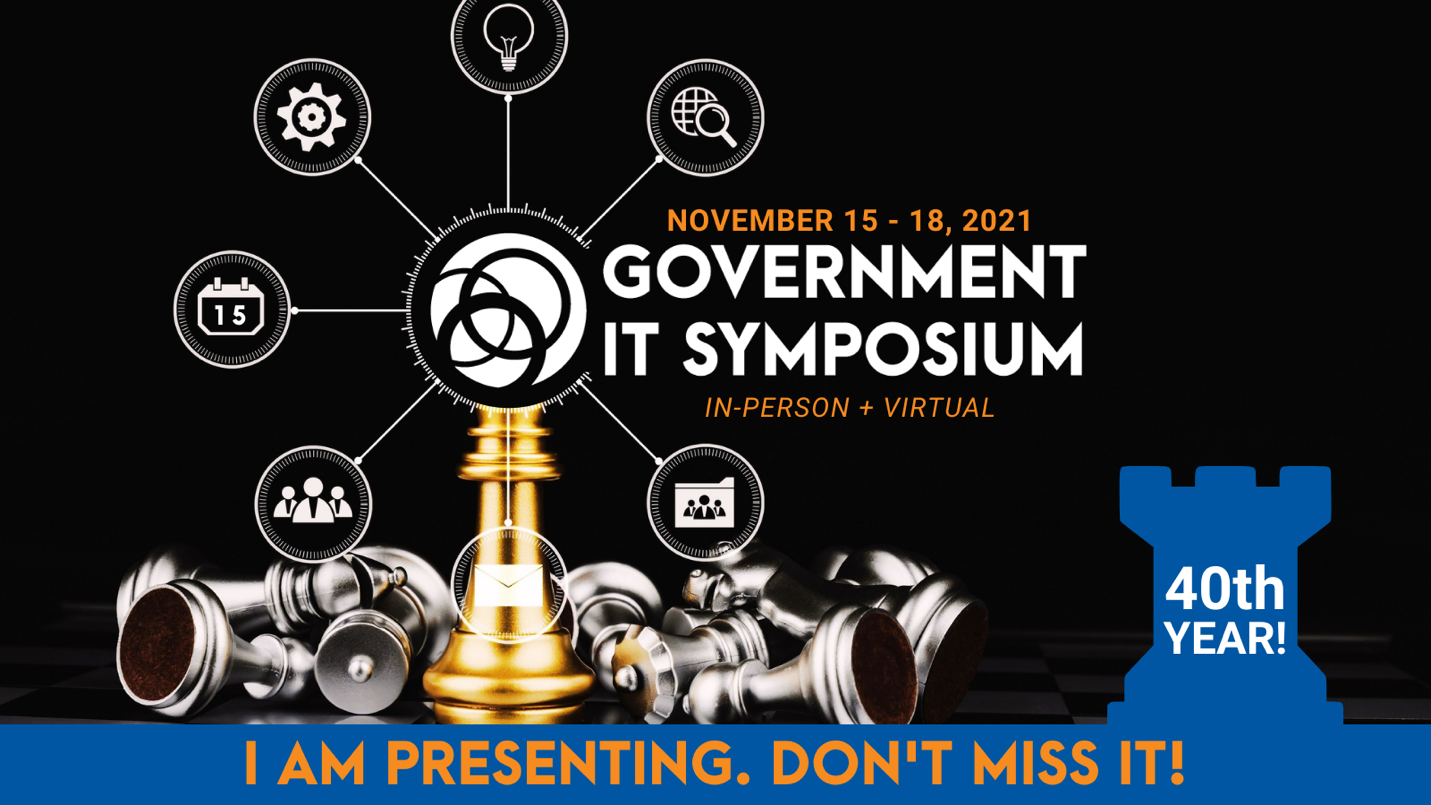 NOVEMBER 15 - 18, 2021
GOVERNMENT
IT SYMPOSIUM
IN-PERSON + VIRTUAL
15
40th
YEAR!
I AM PRESENTING. DON'T MISS IT!